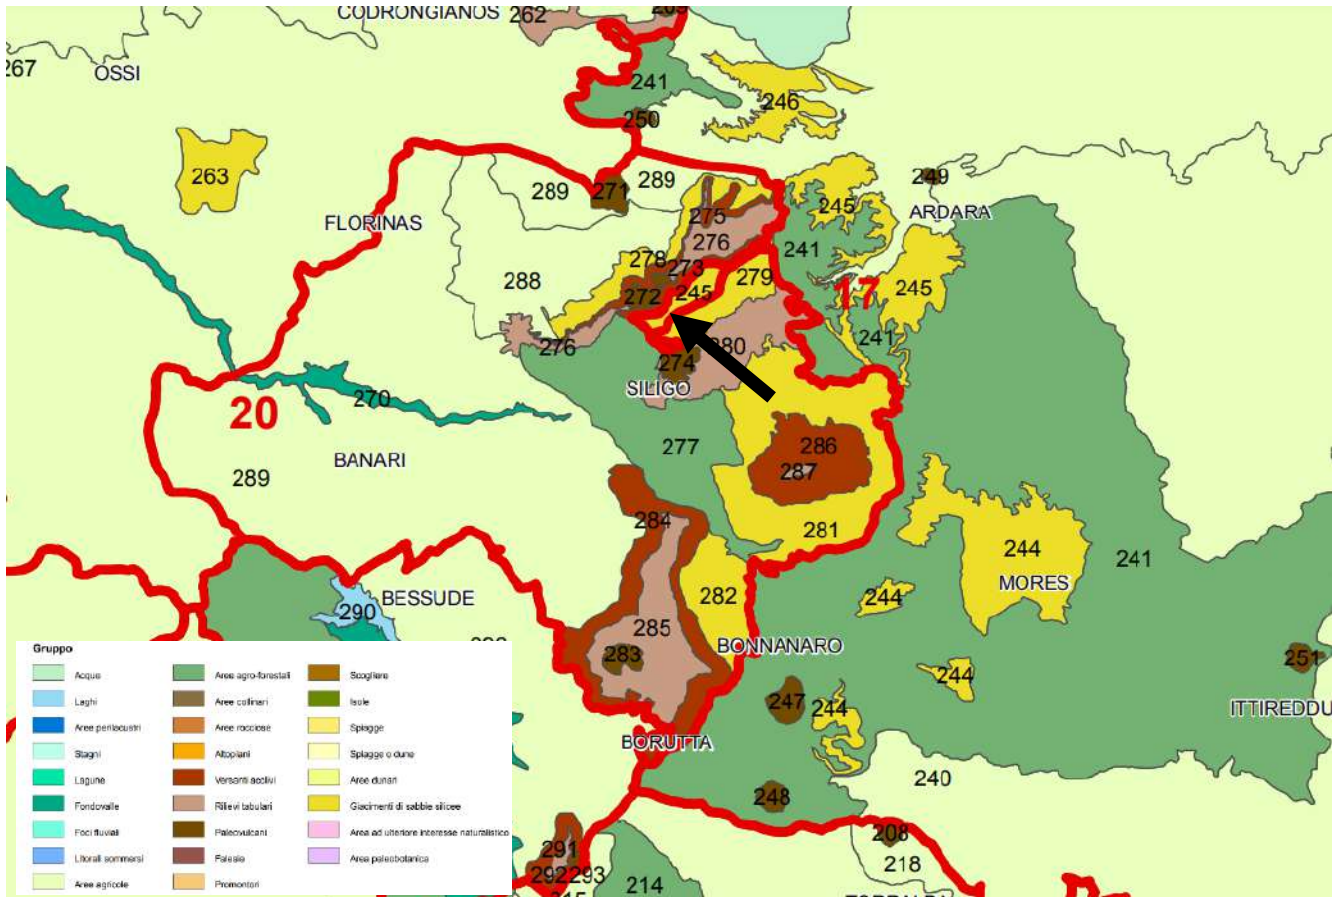 CODRONGIANOS
262
267
OSSI
241
246
250
263
289
271
289
249
245
ARDARA
FLORINAS
275
276
241
278
273
279
288
272
245
17
245
276
280
241
274
SILIGO
270
20
277
286
BANARI
287
289
284
281
244
241
MORES
290
BESSUDE
282
244
285
BONNANARO
283
251
244
247
244
ITTIREDDU
BORUTTA
240
248
208
291
218
292
293
214
Gruppo
Acque
Laghi
Aree perilacustri
Stagni
Lagune
Fondovalle
Foci fluviali
Litorali sommersi
Aree agricole
Aree agro-forestali
Aree collinari
Aree rocciose
Altopiani
Versanti acclivi
Rilievi tabulari
Paleovulcani
Falesie
Promontori
Scogliere
Isole
Spiagge
Spiagge o dune
Aree dunari
Giacimenti di sabbie silicee
Area ad ulteriore interesse naturalistico
Area paleobotanica